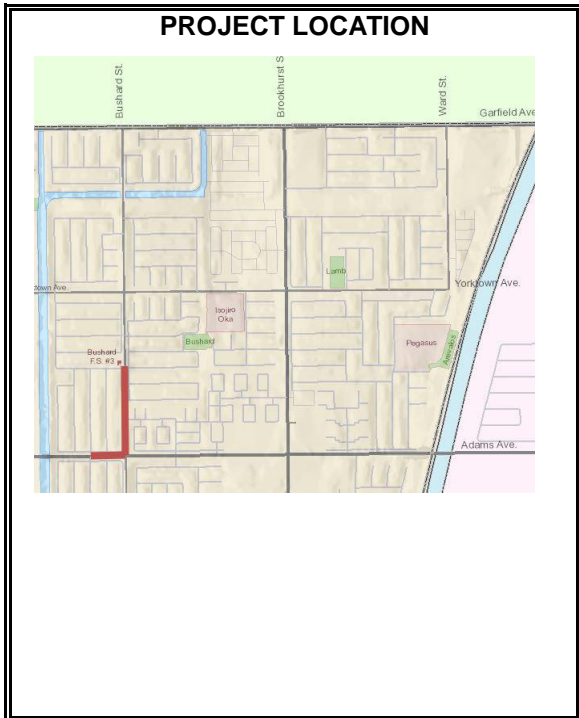 PROJECT LOCATION
Bushard St.
Brookhurst S
Ward St.
Garfield Ave
Lamb
town Ave.
Yorktown Ave.
Isojiro
Oka
Bushard
Pegasus
Arevalos
Bushard
F.S. #3
Adams Ave.